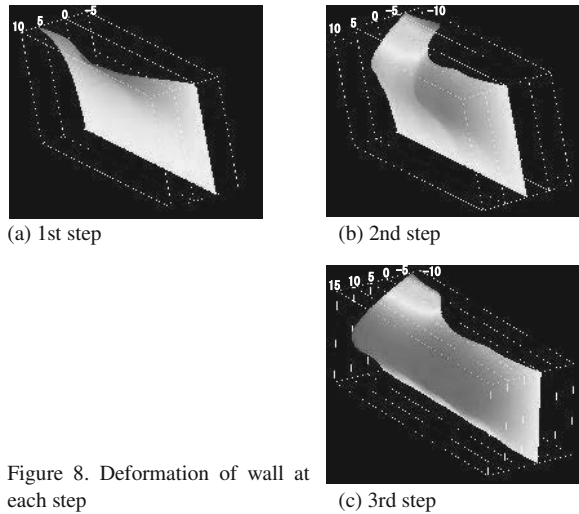 10 5 0 -5
5 0 -5 -10
(a) 1st step
(b) 2nd step
15 10 5 0 -5 -10
Figure 8. Deformation of wall at
each step
(c) 3rd step